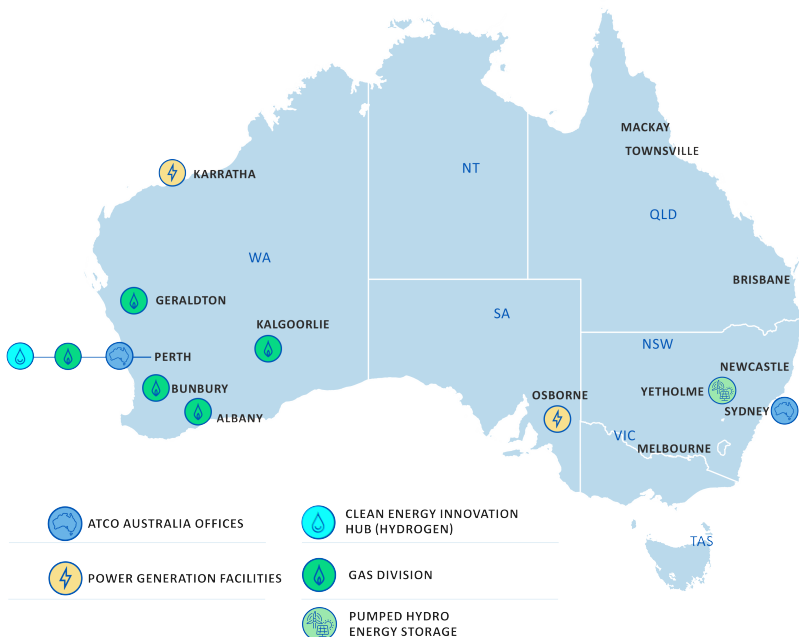 MACKAY
TOWNSVILLE
NT
KARRATHA
QLD
WA
BRISBANE
GERALDTON
SA
KALGOORLIE
NSW
PERTH
NEWCASTLE
BUNBURY
OSBORNE
YETHOLME
SYDNEY
ALBANY
VIC
MELBOURNE
TAS
ATCO AUSTRALIA OFFICES
POWER GENERATION FACILITIES
CLEAN ENERGY INNOVATION
HUB (HYDROGEN)
GAS DIVISION
PUMPED HYDRO
ENERGY STORAGE